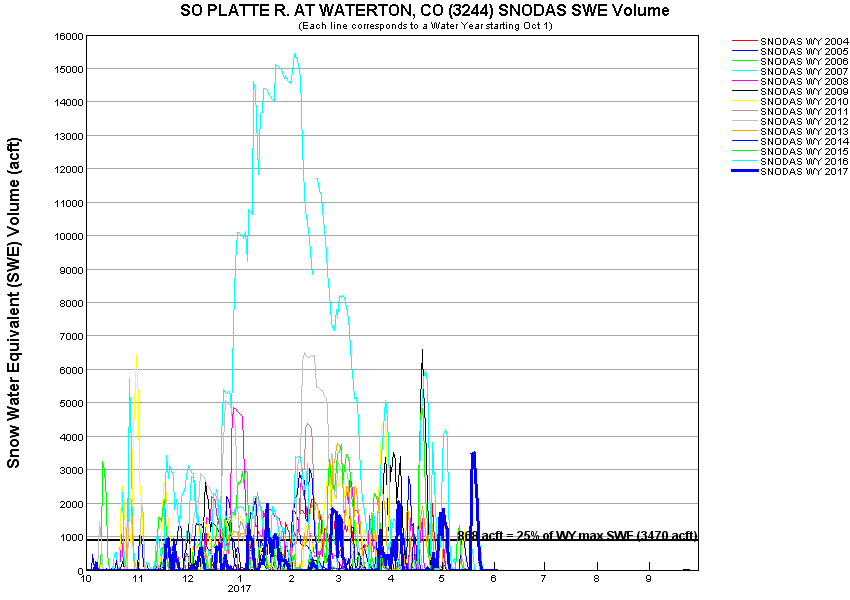 SO PLATTE R. AT WATERTON, CO (3244) SNODAS SWE Volume
(Each line corresponds to a Water Year starting Oct 1)
Snow Water Equivalent (SWE) Volume (acft)
16000
15000
14000
13000
12000
11000
10000
9000
8000
7000
6000
5000
4000
3000
2000
1000
0
868 acft = 25% of WY max SWE (3470 acft)
10 11 12 1 2 3 4 5 6 7 8 9
2017
SNODAS WY 2004
SNODAS WY 2005
SNODAS WY 2006
SNODAS WY 2007
SNODAS WY 2008
SNODAS WY 2009
SNODAS WY 2010
SNODAS WY 2011
SNODAS WY 2012
SNODAS WY 2013
SNODAS WY 2014
SNODAS WY 2015
SNODAS WY 2016
SNODAS WY 2017